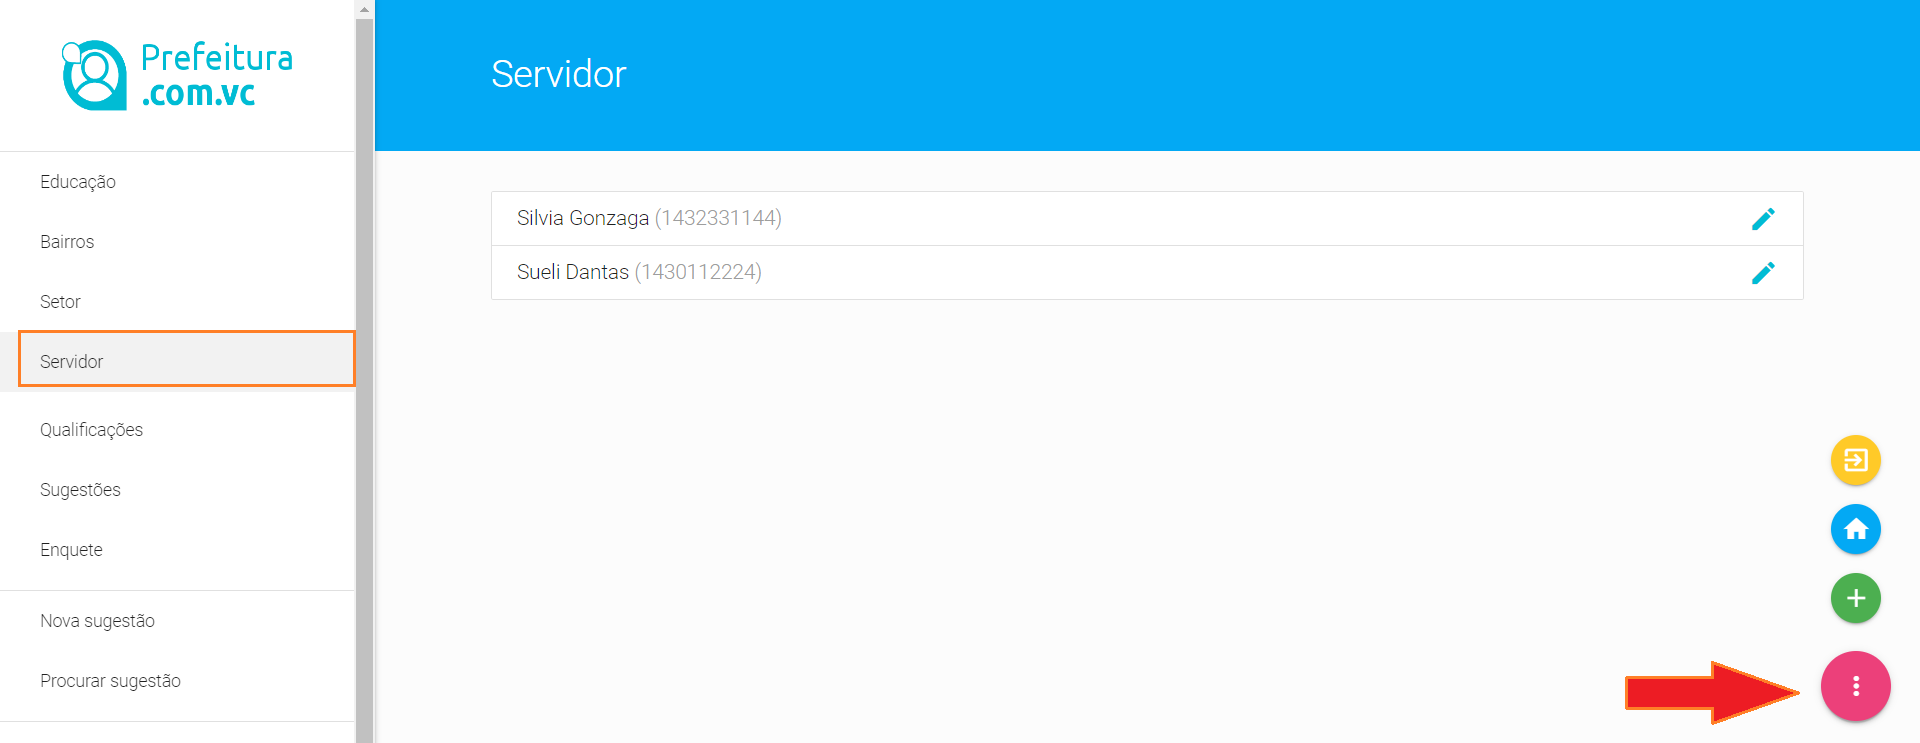 Prefeitura
.com.vc
Educação
Bairros
Setor
Servidor
Qualificações
Sugestões
Enquete
Nova sugestão
Procurar sugestão
Servidor
Silvia Gonzaga (1432331144)
Sueli Dantas (1430112224)